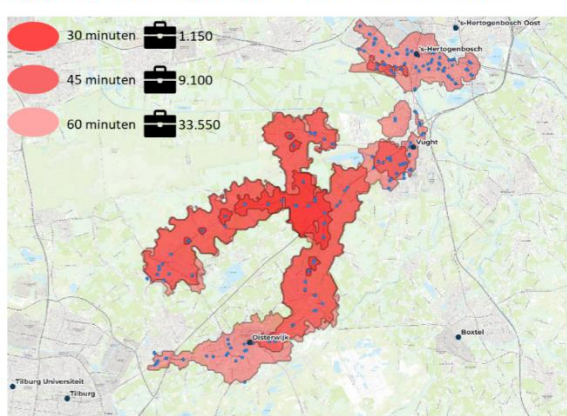 30 minuten 1.150
45 minuten 9.100
60 minuten 33.550
's-Hertogenbosch Oost
's-Hertogenbosch
Vught
Oisterwijk
Boxtel
Tilburg Universiteit
Tilburg